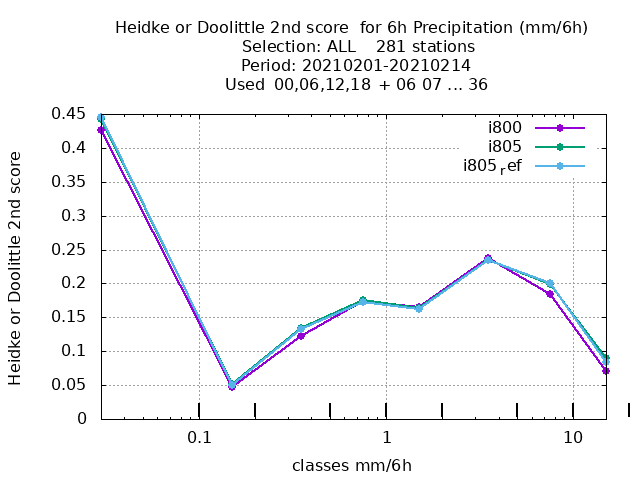 Heidke or Doolittle 2nd score  for 6h Precipitation (mm/6h)
Selection: ALL    281 stations
Period: 20210201-20210214
Used  00,06,12,18  + 06 07 ... 36
Heidke or Doolittle 2nd score
0.45
0.4
0.35
0.3
0.25
0.2
0.15
0.1
0.05
0
i800
i805
i805ref
0.1
1
10
classes mm/6h